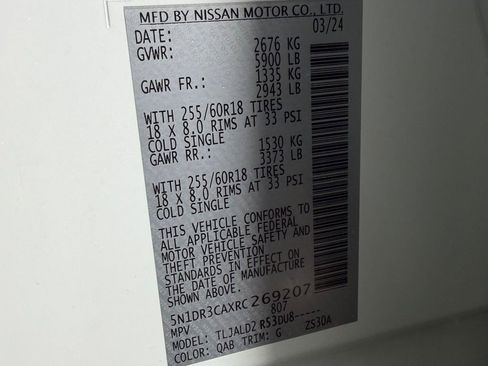 MFD BY NISSAN MOTOR CO., LTD.
DATE: 03/24
GVWR: 2676 KG
5900 LB
GAWR FR.: 1335 KG
2943 LB
WITH 255/60R18 TIRES
18 X 8.0 RIMS AT 33 PSI
COLD SINGLE
GAWR RR.: 1530 KG
3373 LB
WITH 255/60R18 TIRES
18 X 8.0 RIMS AT 33 PSI
COLD SINGLE
THIS VEHICLE CONFORMS TO
ALL APPLICABLE FEDERAL
MOTOR VEHICLE SAFETY AND
THEFT PREVENTION
STANDARDS IN EFFECT ON
THE DATE OF MANUFACTURE
SHOWN ABOVE.
5N1DR3CAXRC269207
MPV 807
MODEL: TLJALD2 RS3DU8-----
COLOR: QAB TRIM: G ZS30A